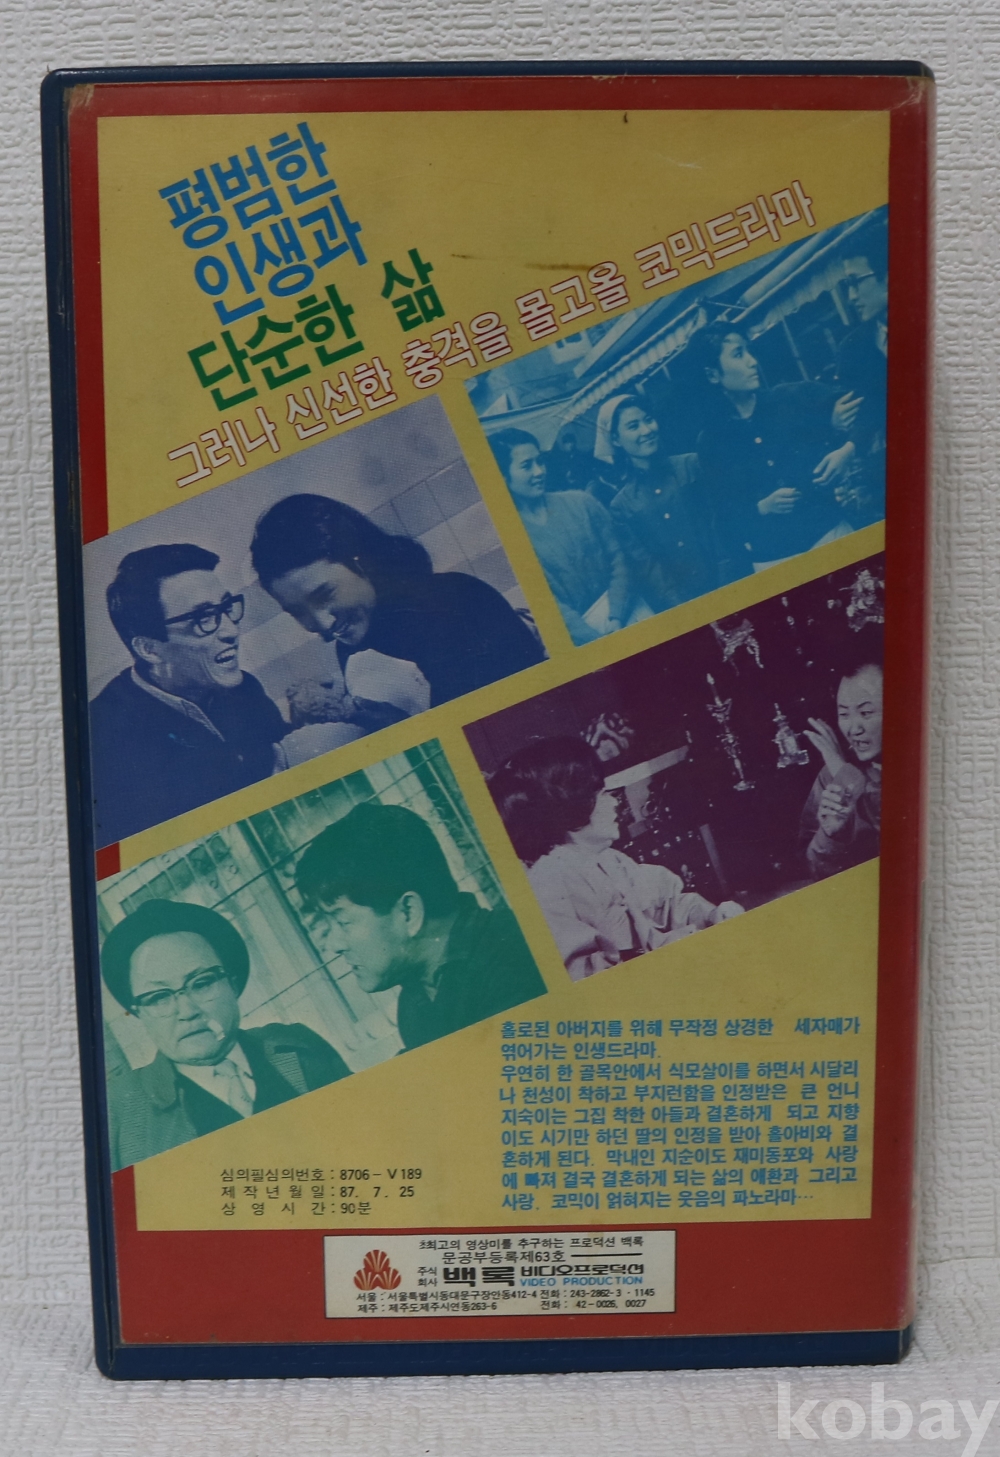 평범한
인생과
단순한 삶
그러나 신선한 충격을 몰고올 코믹드라마
홀로된 아버지를 위해 무작정 상경한 세자매가
엮어가는 인생드라마.
우연히 한 골목안에서 식모살이를 하면서 시달리
나 천성이 착하고 부지런함을 인정받은 큰 언니
지숙이는 그집 착한 아들과 결혼하게 되고 지향
이도 시기만 하던 딸의 인정을 받아 홀아비와 결
혼하게 된다. 막내인 지순이도 재미동포와 사랑
에 빠져 결국 결혼하게 되는 삶의 애환과 그리고
사랑. 코믹이 얽혀지는 웃음의 파노라마…
심의필심의번호 : 8706-V189
제작년월일 : 87. 7. 25
상영시간 : 90분
초최고의 영상미를 추구하는 프로덕션 백록
문공부등록제63호
주식회사 백록 비디오프로덕션
VIDEO PRODUCTION
서울 : 서울특별시동대문구장안동412-4 전화 : 243-2862-3 · 1145
제주 : 제주도제주시연동263-6 전화 : 42-0026, 0027
kobay